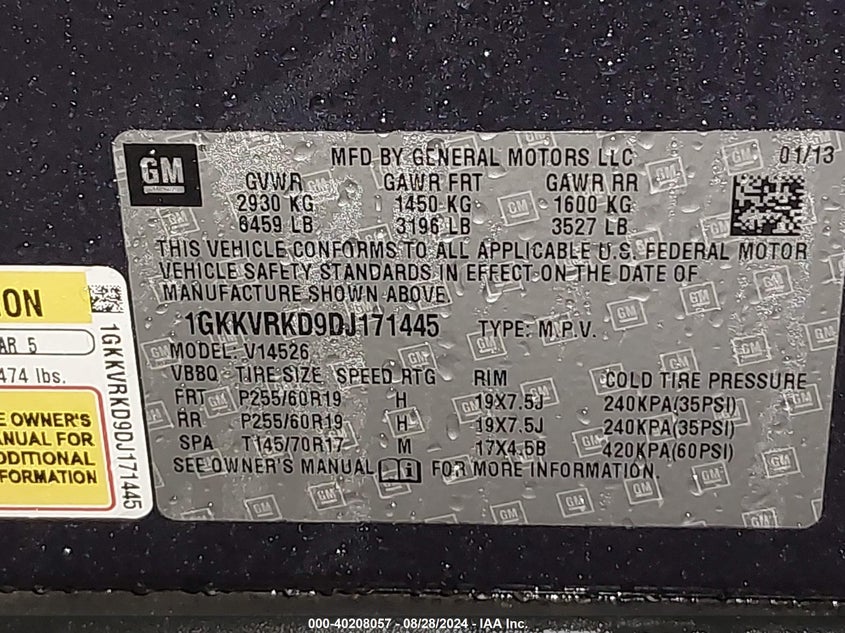 GM
MFD BY GENERAL MOTORS LLC 01/13
GVWR GAWR FRT GAWR RR
2930 KG 1450 KG 1600 KG
6459 LB 3196 LB 3527 LB
THIS VEHICLE CONFORMS TO ALL APPLICABLE U.S. FEDERAL MOTOR
VEHICLE SAFETY STANDARDS IN EFFECT ON THE DATE OF
MANUFACTURE SHOWN ABOVE.
1GKKVRKD9DJ171445 TYPE: M.P.V.
MODEL: V14526
VBBQ TIRE SIZE SPEED RTG RIM COLD TIRE PRESSURE
FRT P255/60R19 H 19X7.5J 240KPA(35PSI)
RR P255/60R19 H 19X7.5J 240KPA(35PSI)
SPA T145/70R17 M 17X4.5B 420KPA(60PSI)
SEE OWNER'S MANUAL FOR MORE INFORMATION.
ION
AR 5
474 lbs.
E OWNER'S
MANUAL FOR
DDITIONAL
FORMATION
1GKKVRKD9DJ171445
000-40208057 - 08/28/2024 - IAA Inc.